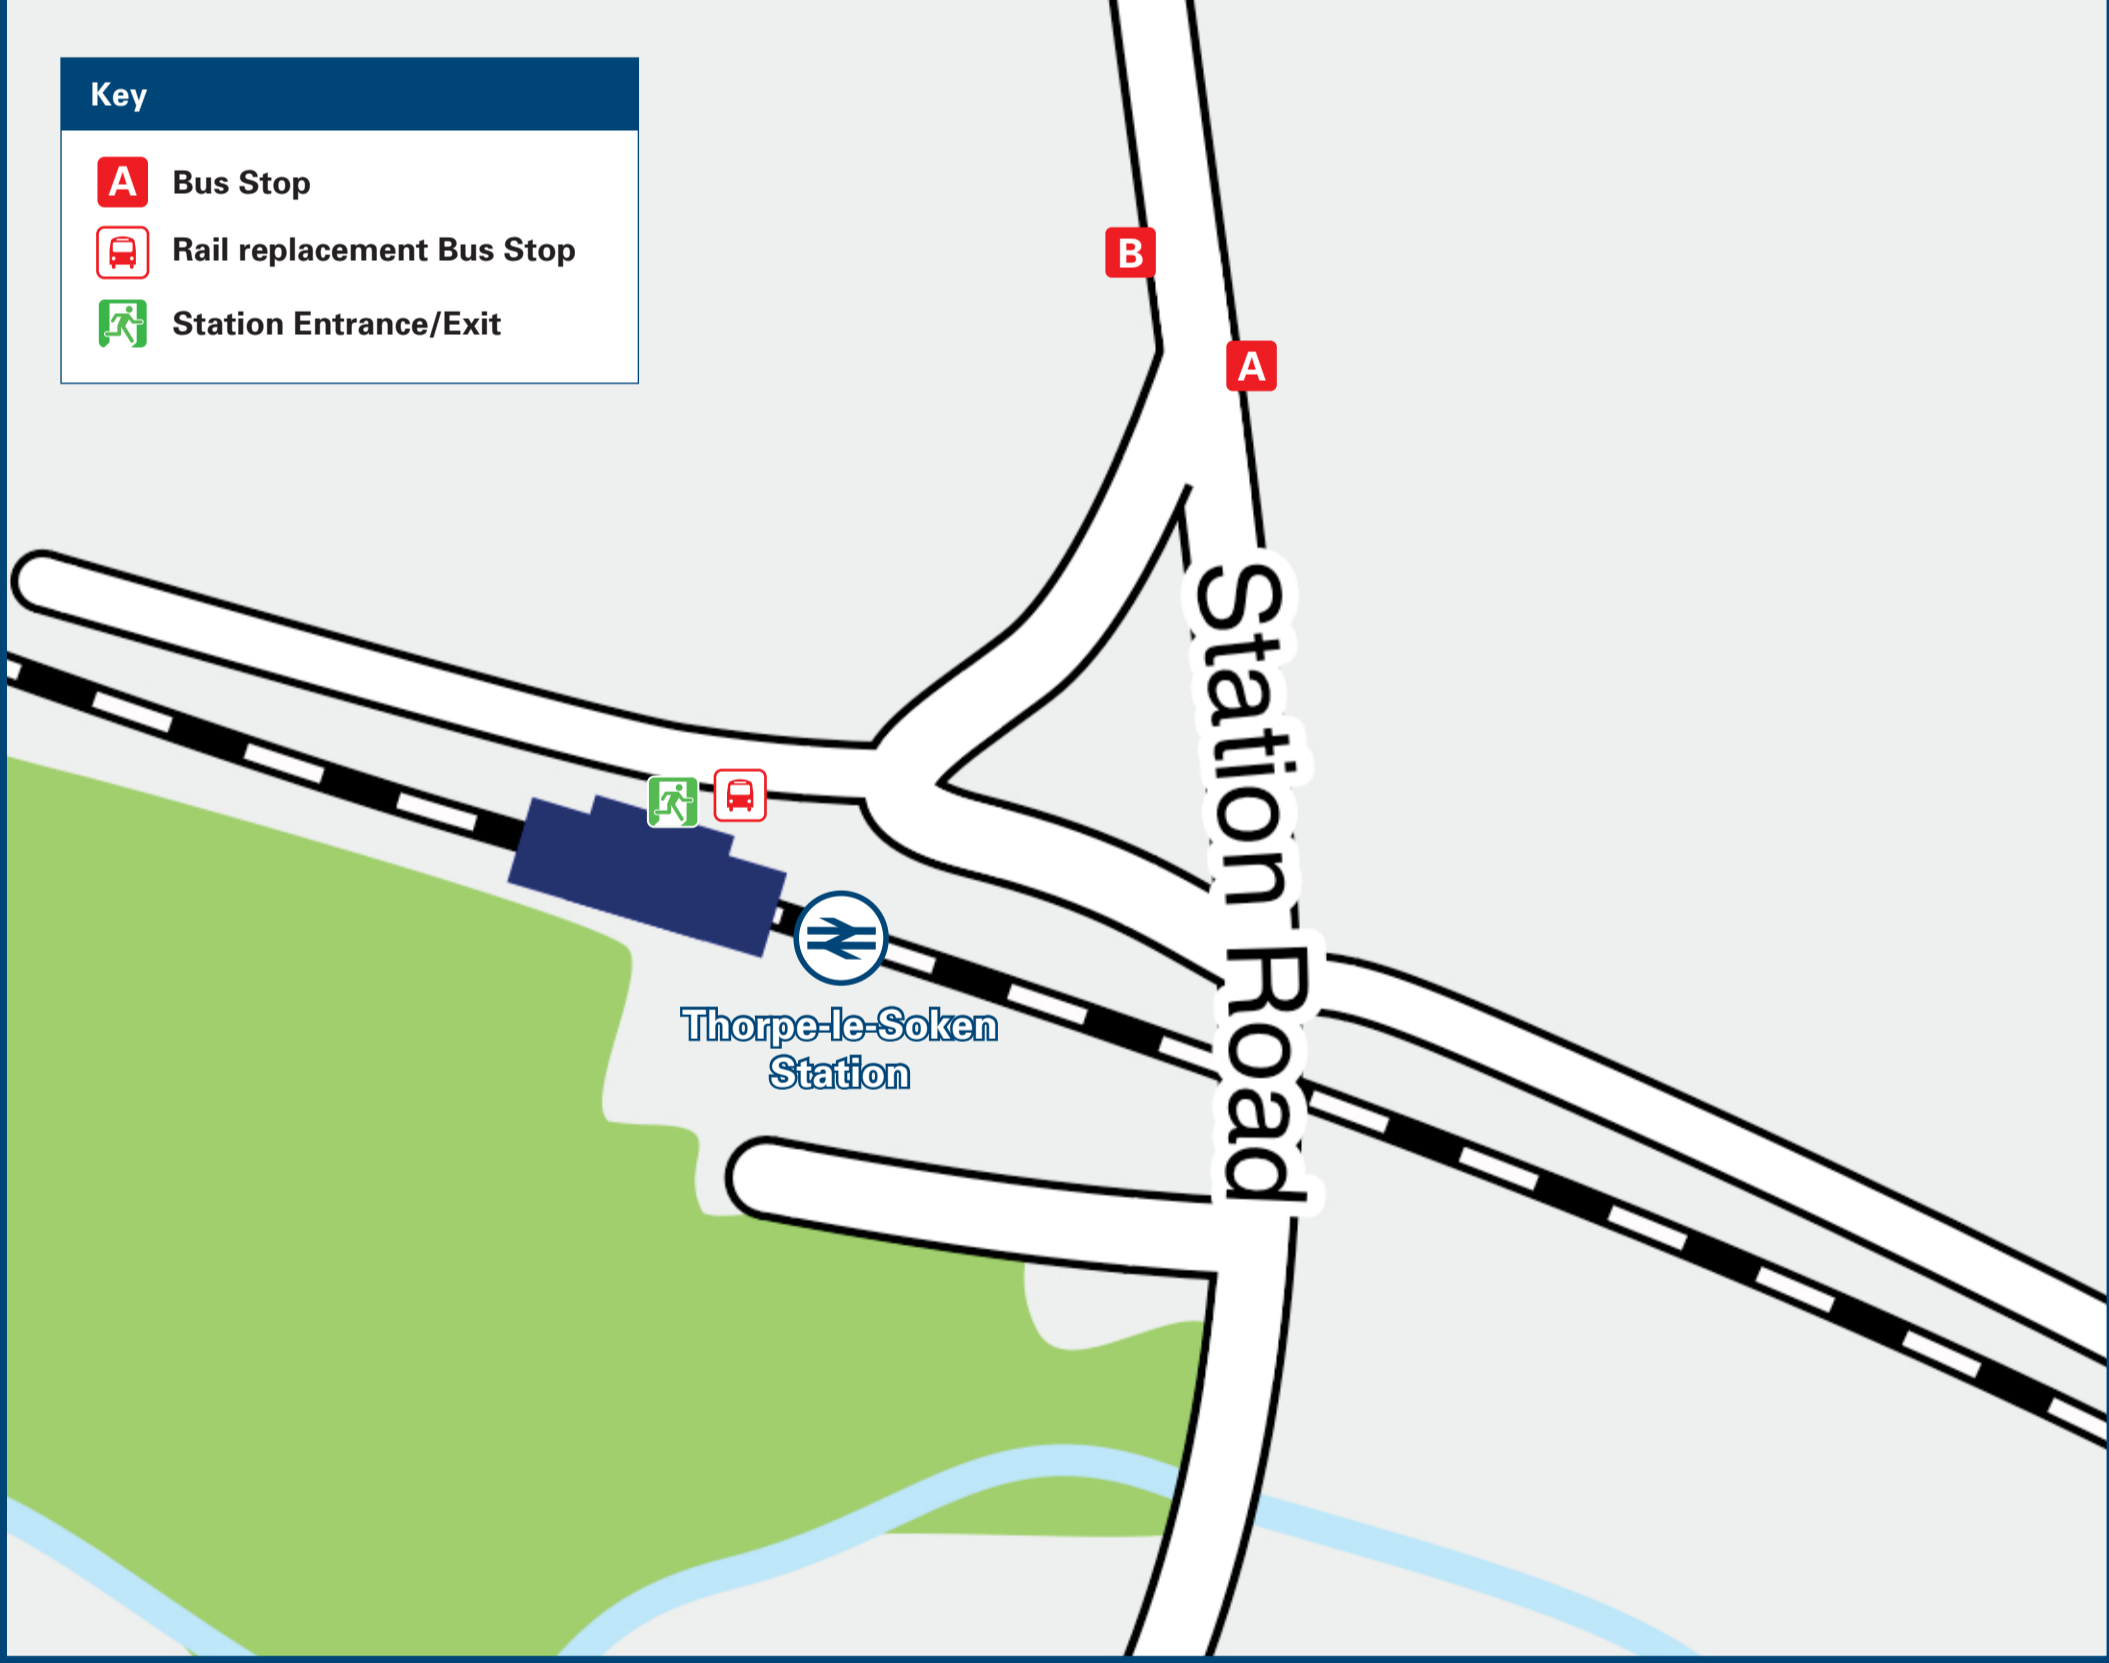 Key
A Bus Stop
Rail replacement Bus Stop
Station Entrance/Exit
B
A
Station Road
Thorpe-le-Soken
Station